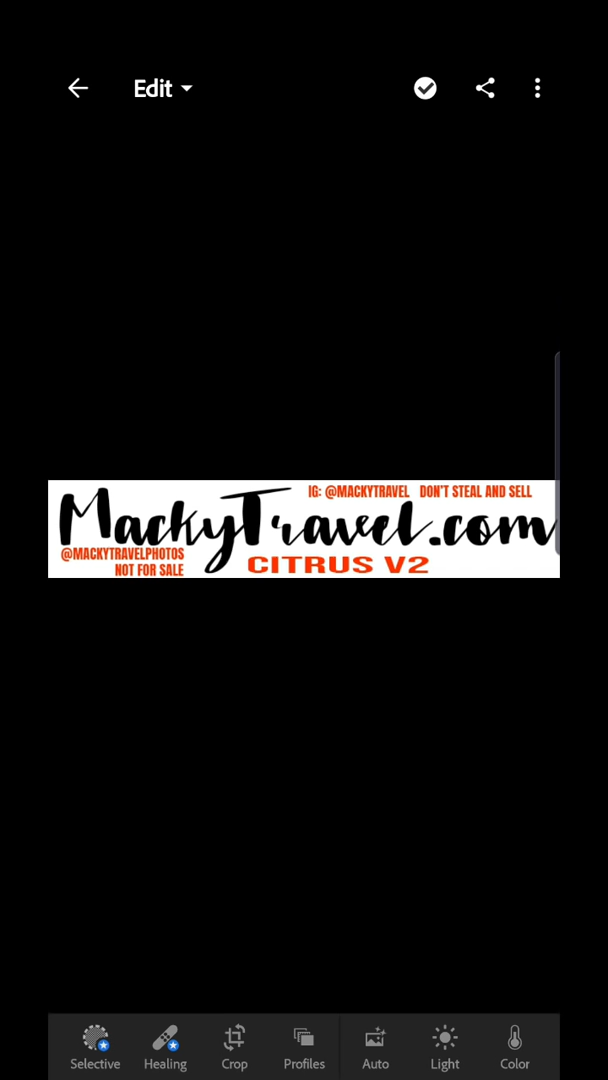 Edit
IG: @MACKYTRAVEL DON'T STEAL AND SELL
MackyTravel.com
@MACKYTRAVELPHOTOS
NOT FOR SALE
CITRUS V2
Selective Healing Crop Profiles Auto Light Color